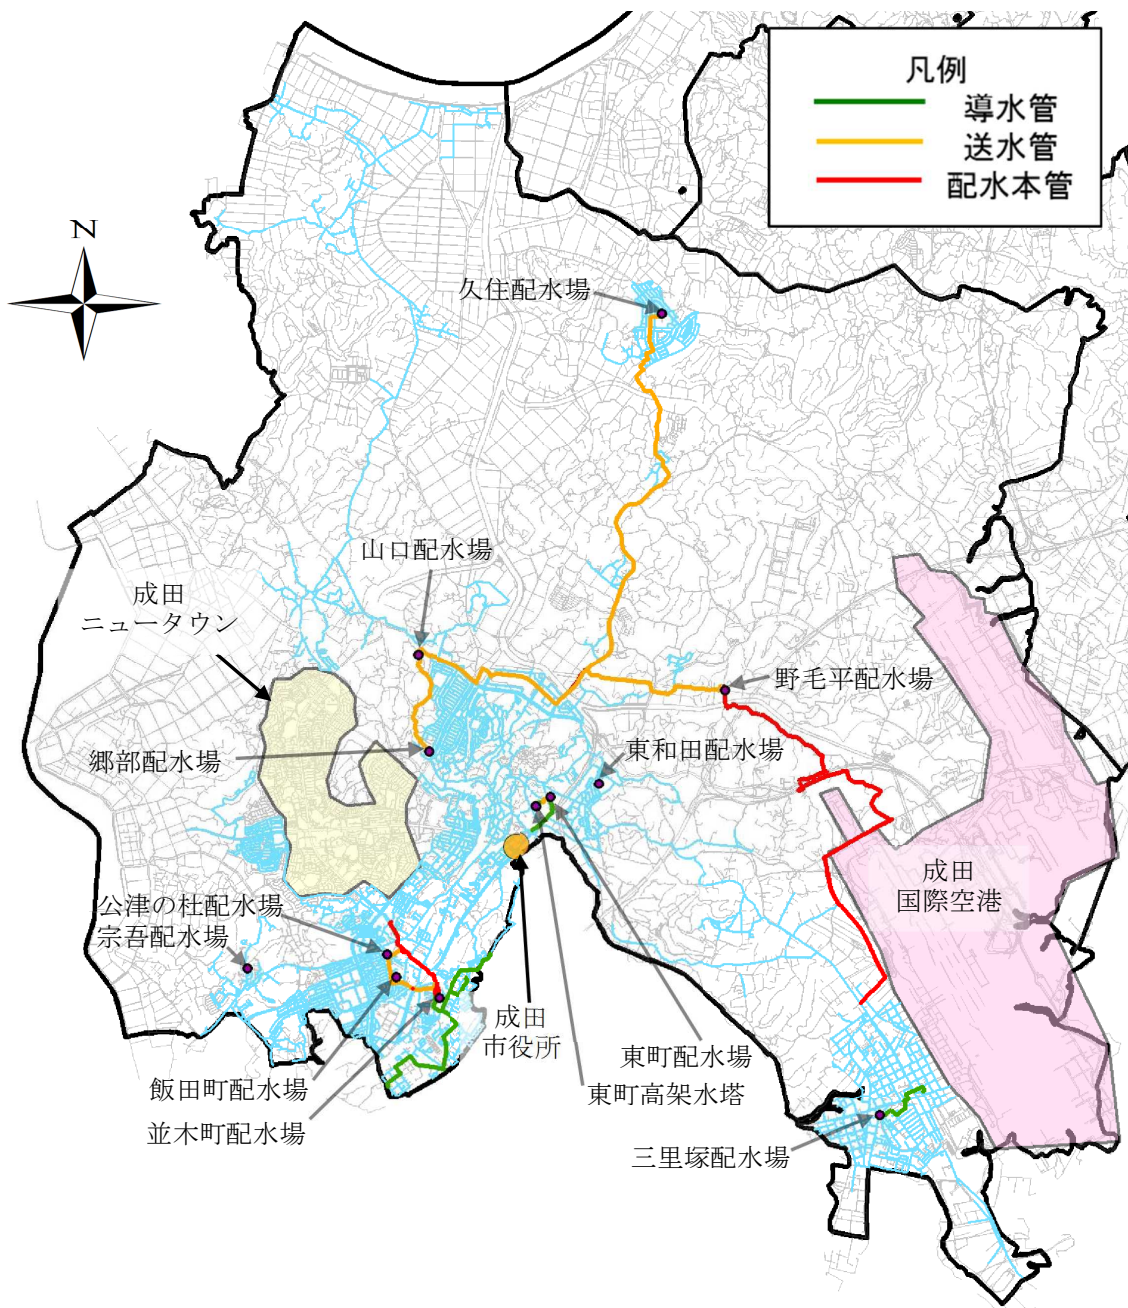 凡例
導水管
送水管
配水本管
N
久住配水場
山口配水場
成田
ニュータウン
野毛平配水場
郷部配水場
東和田配水場
成田
国際空港
公津の杜配水場
宗吾配水場
成田
市役所
東町配水場
飯田町配水場
東町高架水塔
並木町配水場
三里塚配水場